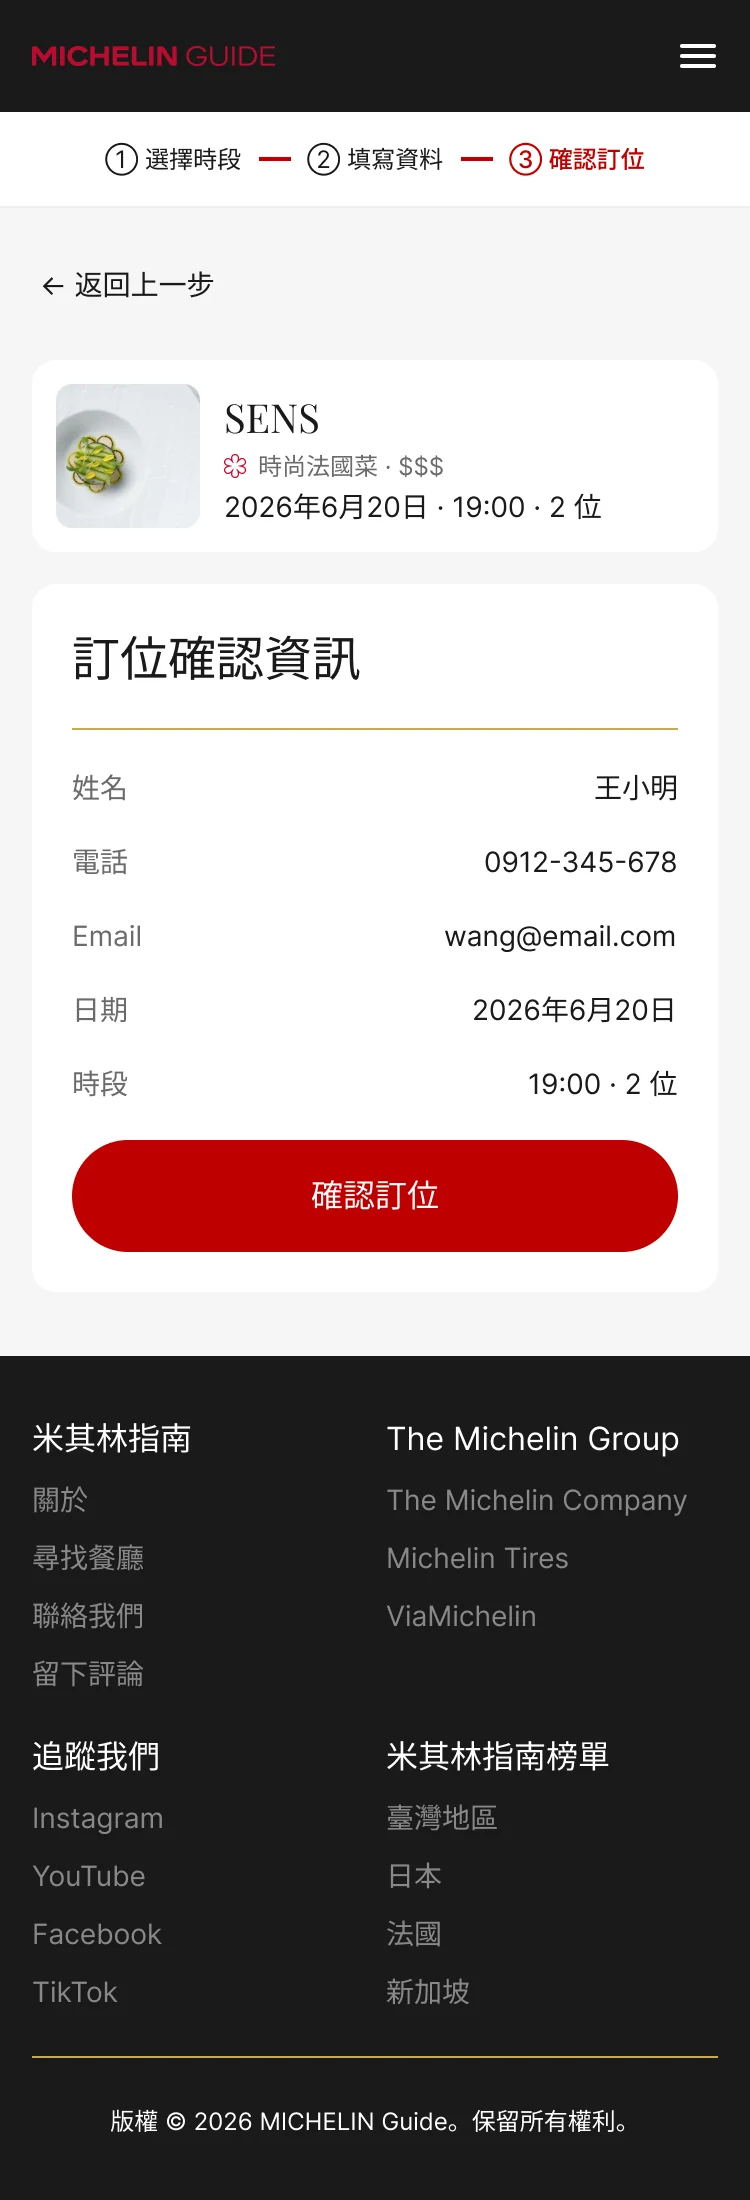 MICHELIN GUIDE
① 選擇時段 — ② 填寫資料 — ③ 確認訂位
← 返回上一步
SENS
時尚法國菜 · $$$
2026年6月20日 · 19:00 · 2 位
訂位確認資訊
姓名 王小明
電話 0912-345-678
Email wang@email.com
日期 2026年6月20日
時段 19:00 · 2 位
確認訂位
米其林指南
關於
尋找餐廳
聯絡我們
留下評論
The Michelin Group
The Michelin Company
Michelin Tires
ViaMichelin
追蹤我們
Instagram
YouTube
Facebook
TikTok
米其林指南榜單
臺灣地區
日本
法國
新加坡
版權 © 2026 MICHELIN Guide。保留所有權利。